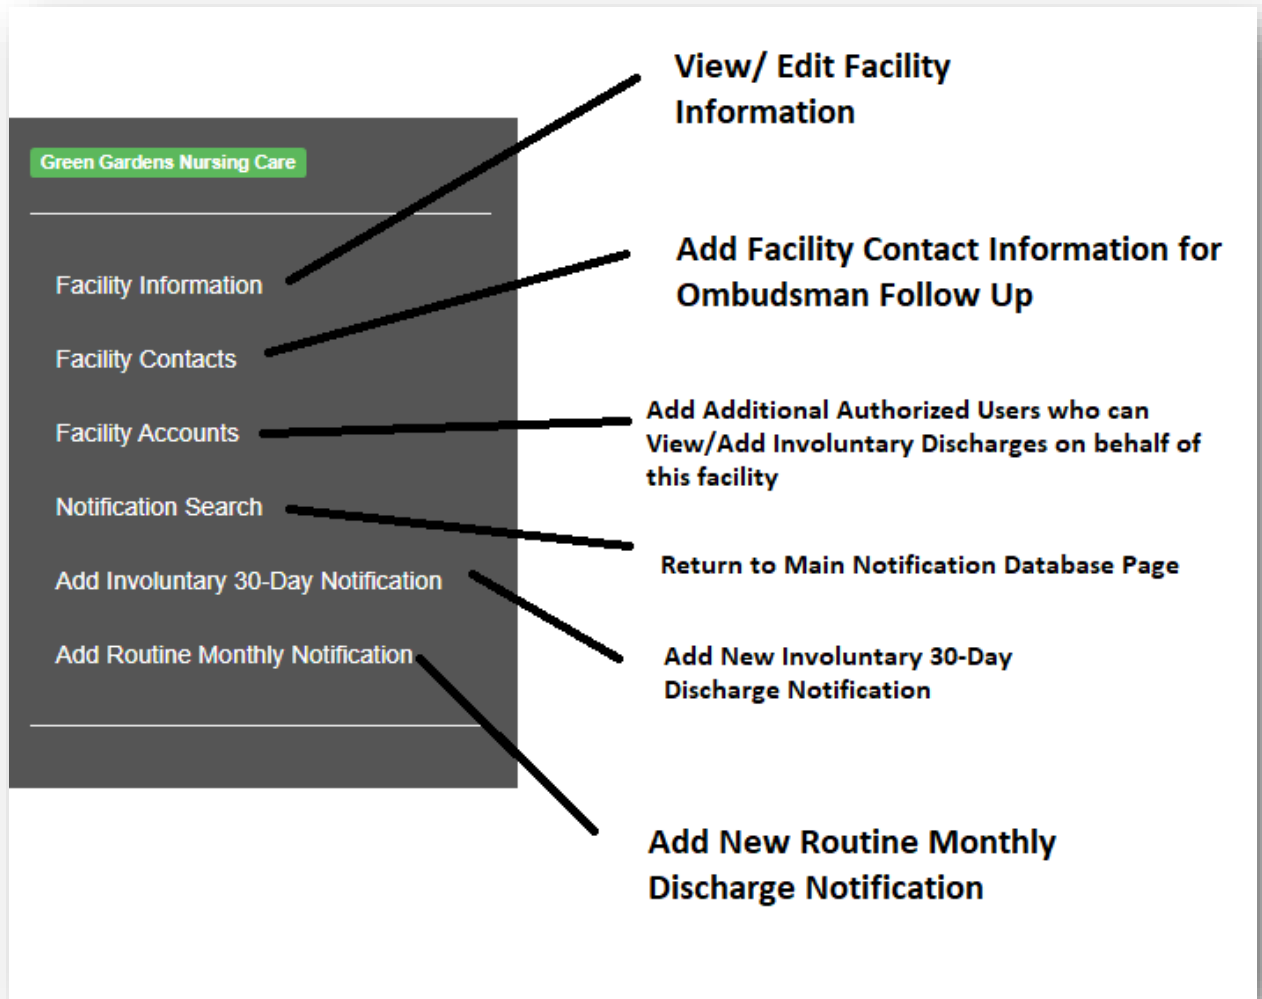 Green Gardens Nursing Care
Facility Information
Facility Contacts
Facility Accounts
Notification Search
Add Involuntary 30-Day Notification
Add Routine Monthly Notification
View/ Edit Facility
Information
Add Facility Contact Information for
Ombudsman Follow Up
Add Additional Authorized Users who can
View/Add Involuntary Discharges on behalf of
this facility
Return to Main Notification Database Page
Add New Involuntary 30-Day
Discharge Notification
Add New Routine Monthly
Discharge Notification